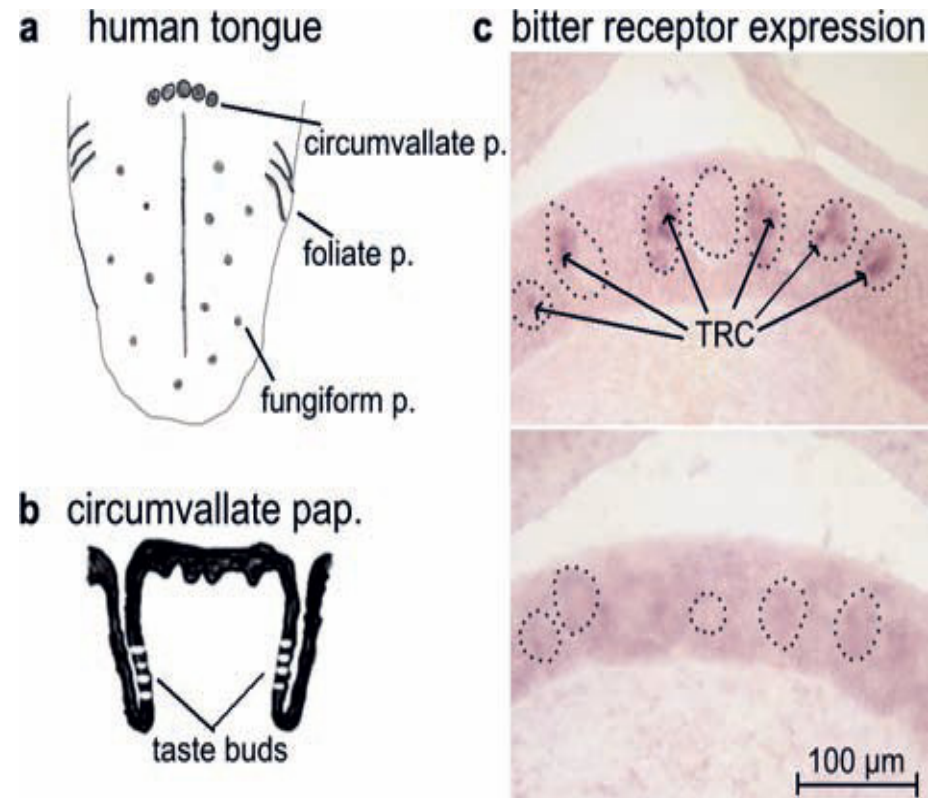 a human tongue
circumvallate p.
foliate p.
fungiform p.
b circumvallate pap.
taste buds
c bitter receptor expression
TRC
100 µm